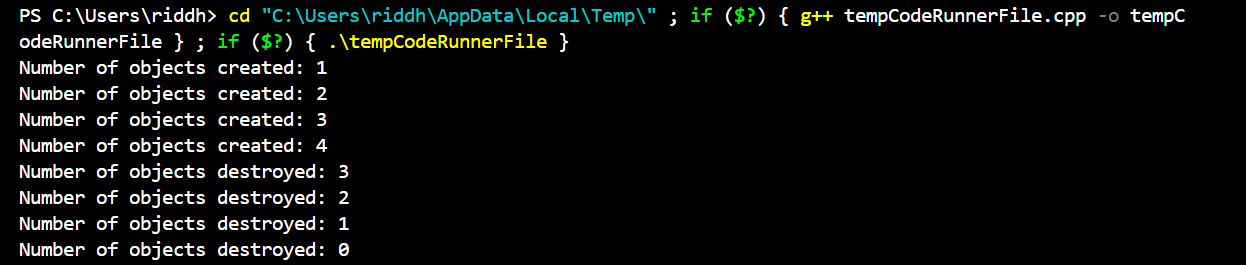 PS C:\Users\riddh> cd "C:\Users\riddh\AppData\Local\Temp\" ; if ($?) { g++ tempCodeRunnerFile.cpp -o tempC
odeRunnerFile } ; if ($?) { .\tempCodeRunnerFile }
Number of objects created: 1
Number of objects created: 2
Number of objects created: 3
Number of objects created: 4
Number of objects destroyed: 3
Number of objects destroyed: 2
Number of objects destroyed: 1
Number of objects destroyed: 0